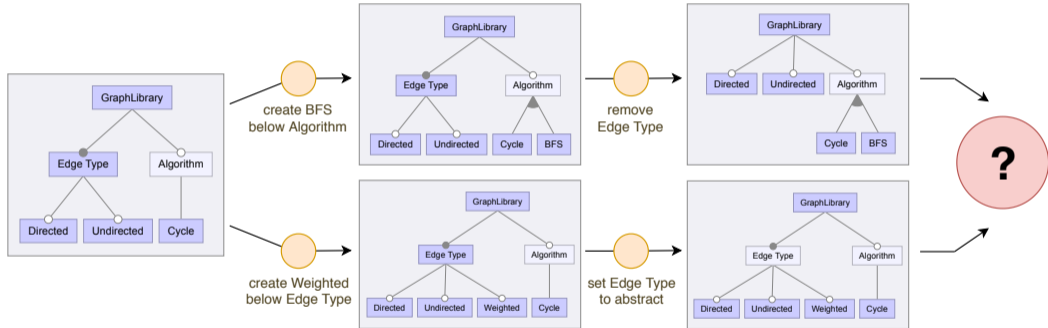 GraphLibrary
Edge Type
Algorithm
Directed
Undirected
Cycle
create BFS
below Algorithm
GraphLibrary
Edge Type
Algorithm
Directed
Undirected
Cycle
BFS
remove
Edge Type
GraphLibrary
Directed
Undirected
Algorithm
Cycle
BFS
create Weighted
below Edge Type
GraphLibrary
Edge Type
Algorithm
Directed
Undirected
Weighted
Cycle
set Edge Type
to abstract
GraphLibrary
Edge Type
Algorithm
Directed
Undirected
Weighted
Cycle
?